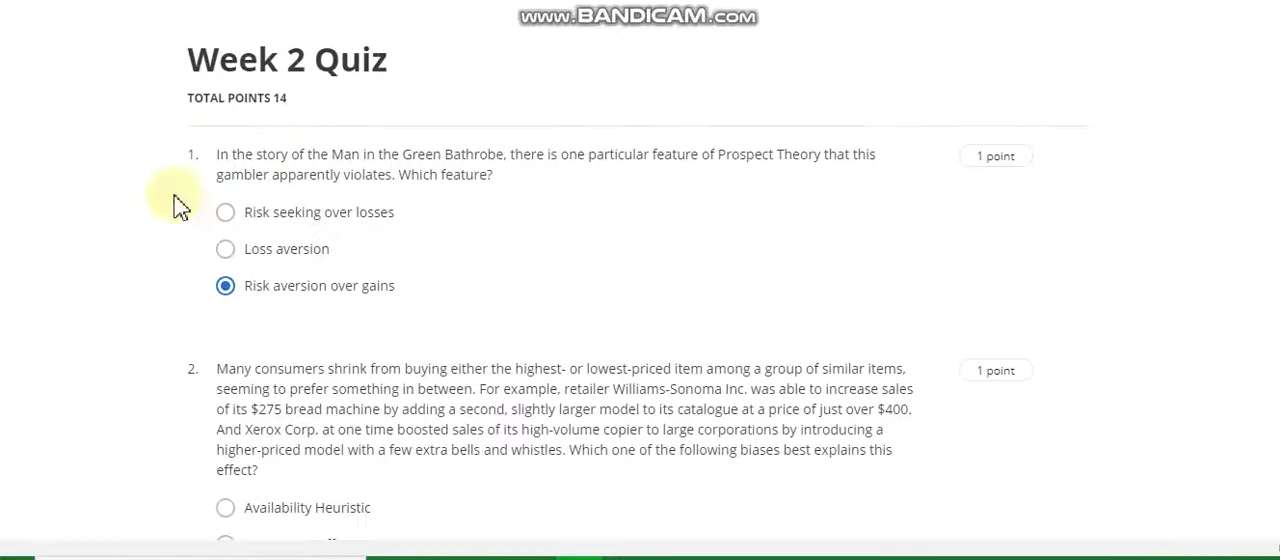 www.BANDICAM.com
Week 2 Quiz
TOTAL POINTS 14
1. In the story of the Man in the Green Bathrobe, there is one particular feature of Prospect Theory that this
1 point
gambler apparently violates. Which feature?
Risk seeking over losses
Loss aversion
Risk aversion over gains
2. Many consumers shrink from buying either the highest- or lowest-priced item among a group of similar items,
1 point
seeming to prefer something in between. For example, retailer Williams-Sonoma Inc. was able to increase sales
of its $275 bread machine by adding a second, slightly larger model to its catalogue at a price of just over $400.
And Xerox Corp. at one time boosted sales of its high-volume copier to large corporations by introducing a
higher-priced model with a few extra bells and whistles. Which one of the following biases best explains this
effect?
Availability Heuristic